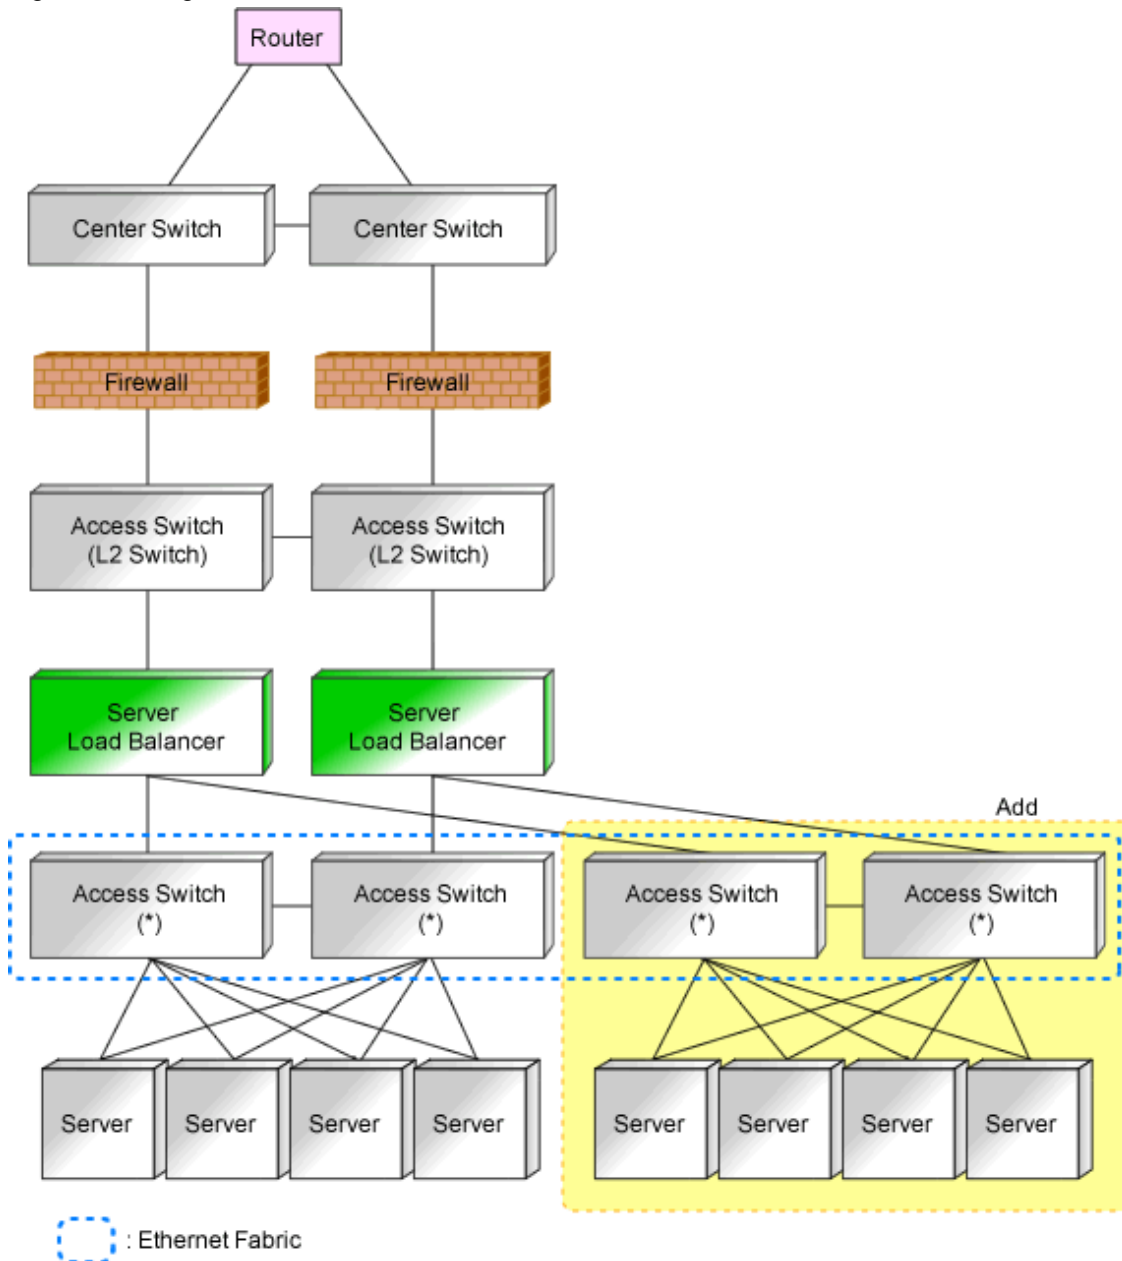 Router
Center Switch
Center Switch
Firewall
Firewall
Access Switch
(L2 Switch)
Access Switch
(L2 Switch)
Server
Load Balancer
Server
Load Balancer
Add
Access Switch
(*)
Access Switch
(*)
Access Switch
(*)
Access Switch
(*)
Server
Server
Server
Server
Server
Server
Server
Server
: Ethernet Fabric